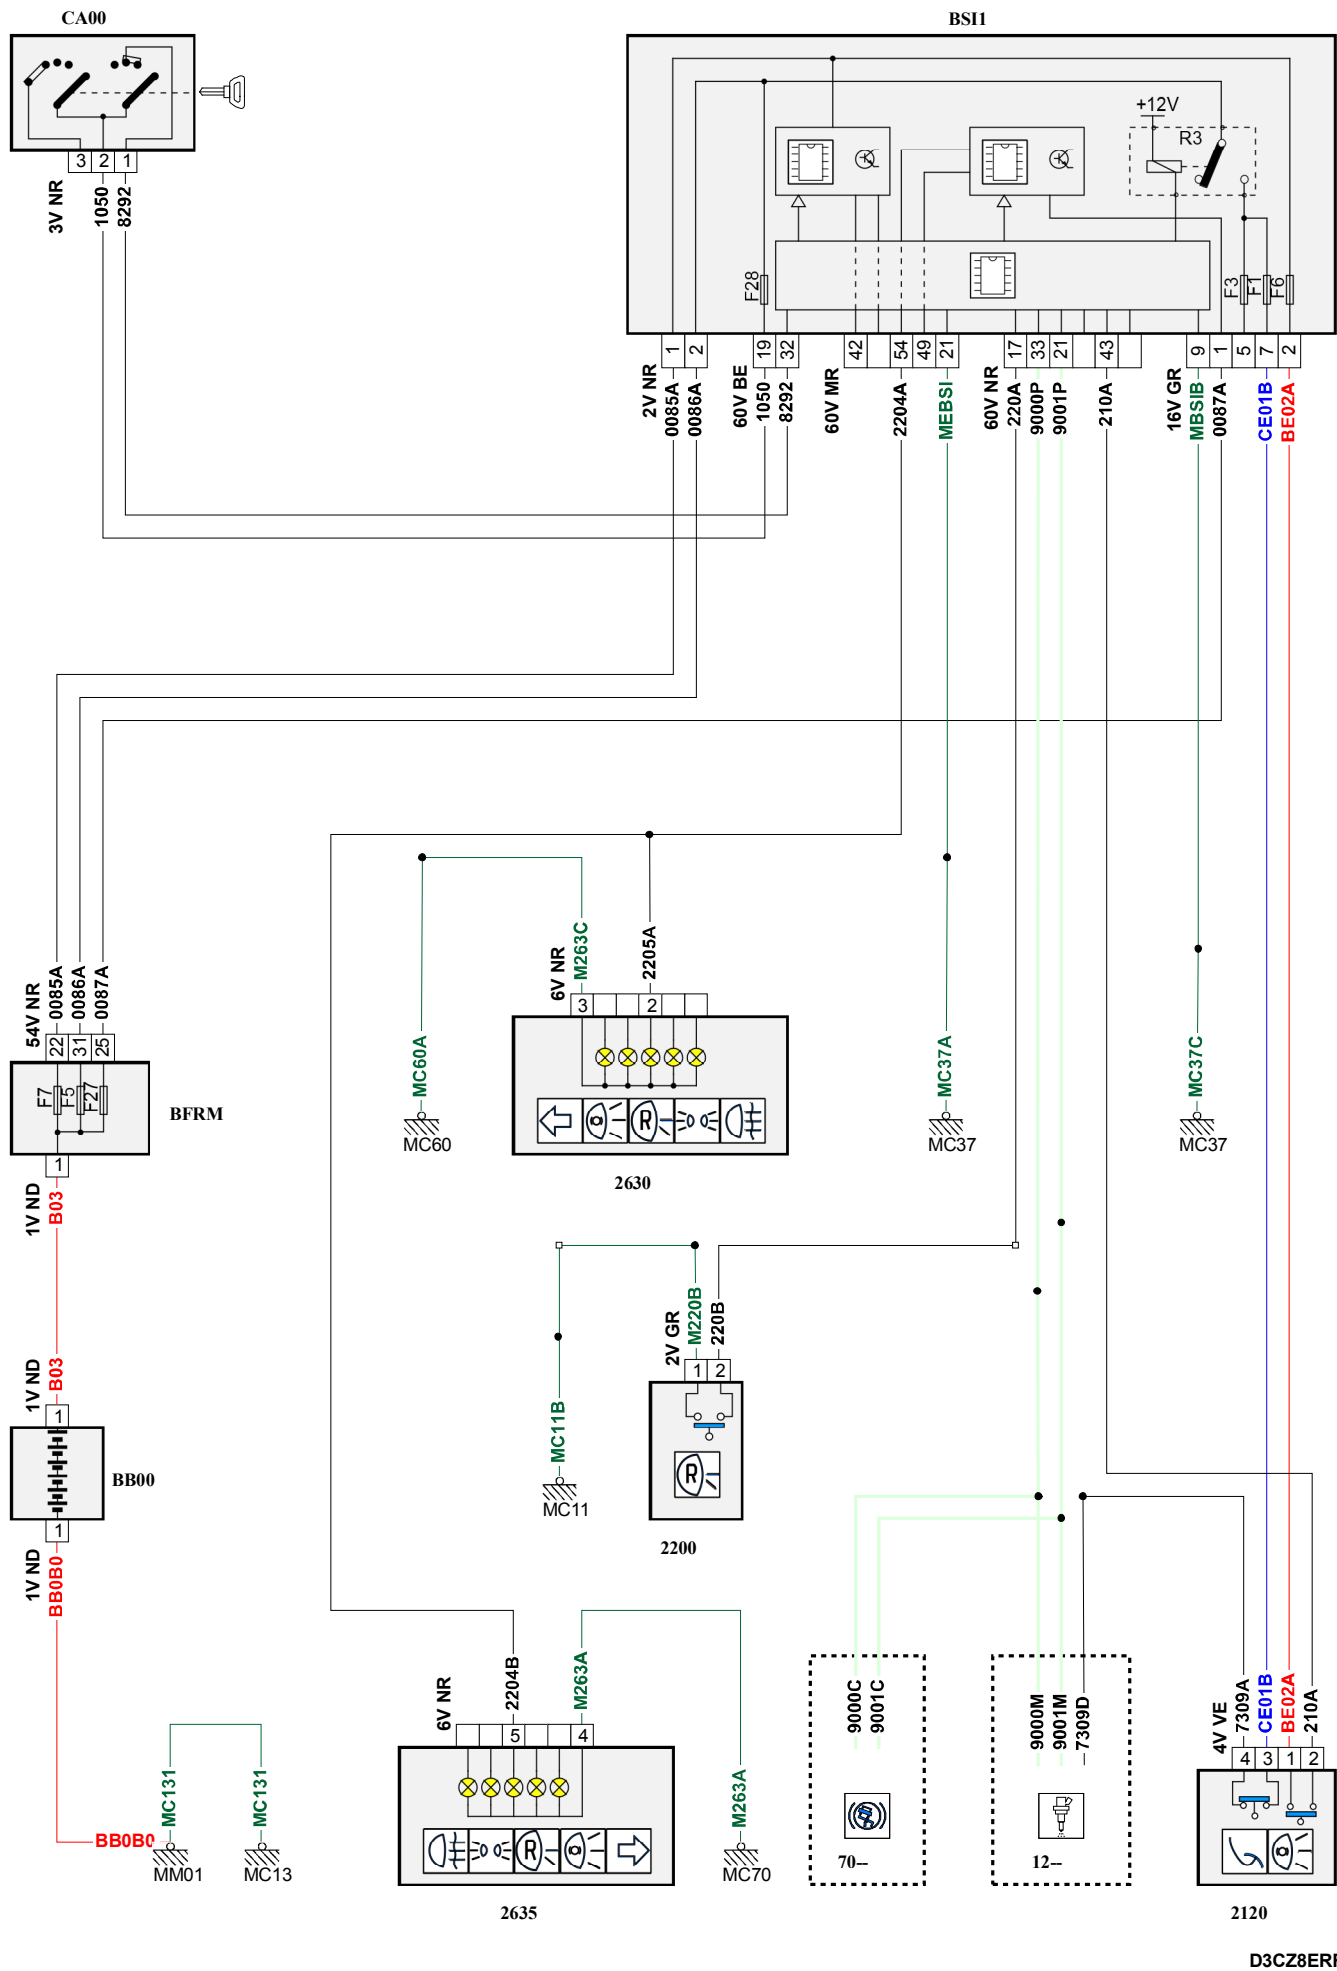 CA00
BSI1
+12V
R3
F28
F3
F1
F6
3 2 1
3V NR
1050
8292
1 2
2V NR
0085A
0086A
19 32
60V BE
1050
8292
42 54 49 21
60V MR
2204A
MEBSI
17 33 21 43
60V NR
220A
9000P
9001P
210A
9 1 5 7 2
16V GR
MBSIB
0087A
CE01B
BE02A
54V NR
0085A
0086A
0087A
22 31 25
F7
F5
F27
BFRM
1
1V ND
B03
6V NR
M263C
2205A
3 2
R
2630
MC60A
MC60
MC37A
MC37
MC37C
MC37
1V ND
B03
1
BB00
1
1V ND
BB0B0
2V GR
M220B
220B
1 2
R
2200
MC11B
MC11
6V NR
2204B
M263A
5 4
R
2635
M263A
MC70
BB0B0
MC131
MM01
MC131
MC13
9000C
9001C
70--
9000M
9001M
7309D
12--
4V VE
7309A
CE01B
BE02A
210A
4 3 1 2
2120